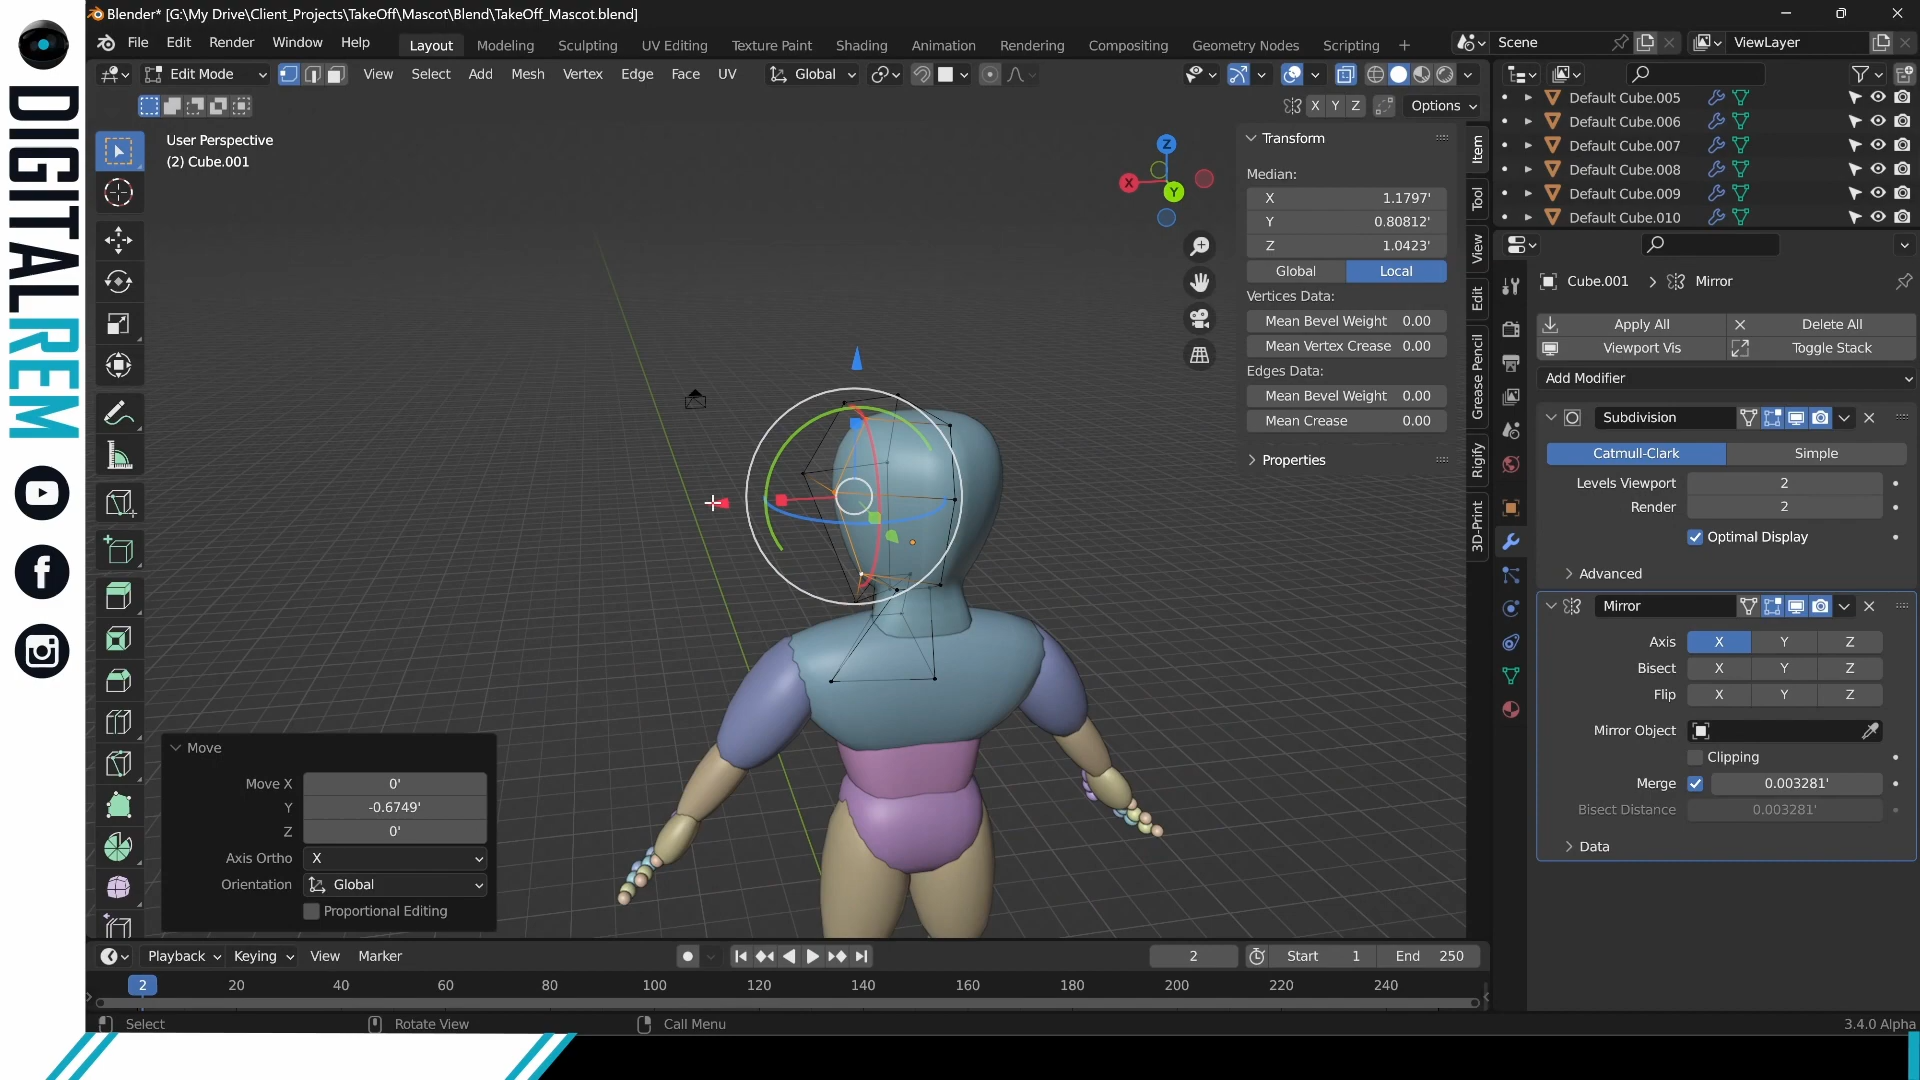 DIGITALREM
Blender* [G:\My Drive\Client_Projects\TakeOff\Mascot\Blend\TakeOff_Mascot.blend]
File Edit Render Window Help
Layout Modeling Sculpting UV Editing Texture Paint Shading Animation Rendering Compositing Geometry Nodes Scripting +
Scene
ViewLayer
Edit Mode
View Select Add Mesh Vertex Edge Face UV
Global
X Y Z
Options
User Perspective
(2) Cube.001
Z
X
Y
Transform
Median:
X 1.1797'
Y 0.80812'
Z 1.0423'
Global Local
Vertices Data:
Mean Bevel Weight 0.00
Mean Vertex Crease 0.00
Edges Data:
Mean Bevel Weight 0.00
Mean Crease 0.00
Properties
Item
Tool
View
Edit
Grease Pencil
Rigify
3D-Print
Default Cube.005
Default Cube.006
Default Cube.007
Default Cube.008
Default Cube.009
Default Cube.010
Cube.001 > Mirror
Apply All
Delete All
Viewport Vis
Toggle Stack
Add Modifier
Subdivision
Catmull-Clark Simple
Levels Viewport 2
Render 2
Optimal Display
Advanced
Mirror
Axis X Y Z
Bisect X Y Z
Flip X Y Z
Mirror Object
Clipping
Merge 0.003281'
Bisect Distance 0.003281'
Data
Move
Move X 0'
Y -0.6749'
Z 0'
Axis Ortho X
Orientation Global
Proportional Editing
Playback Keying View Marker
2
Start 1
End 250
2 20 40 60 80 100 120 140 160 180 200 220 240
Select
Rotate View
Call Menu
3.4.0 Alpha